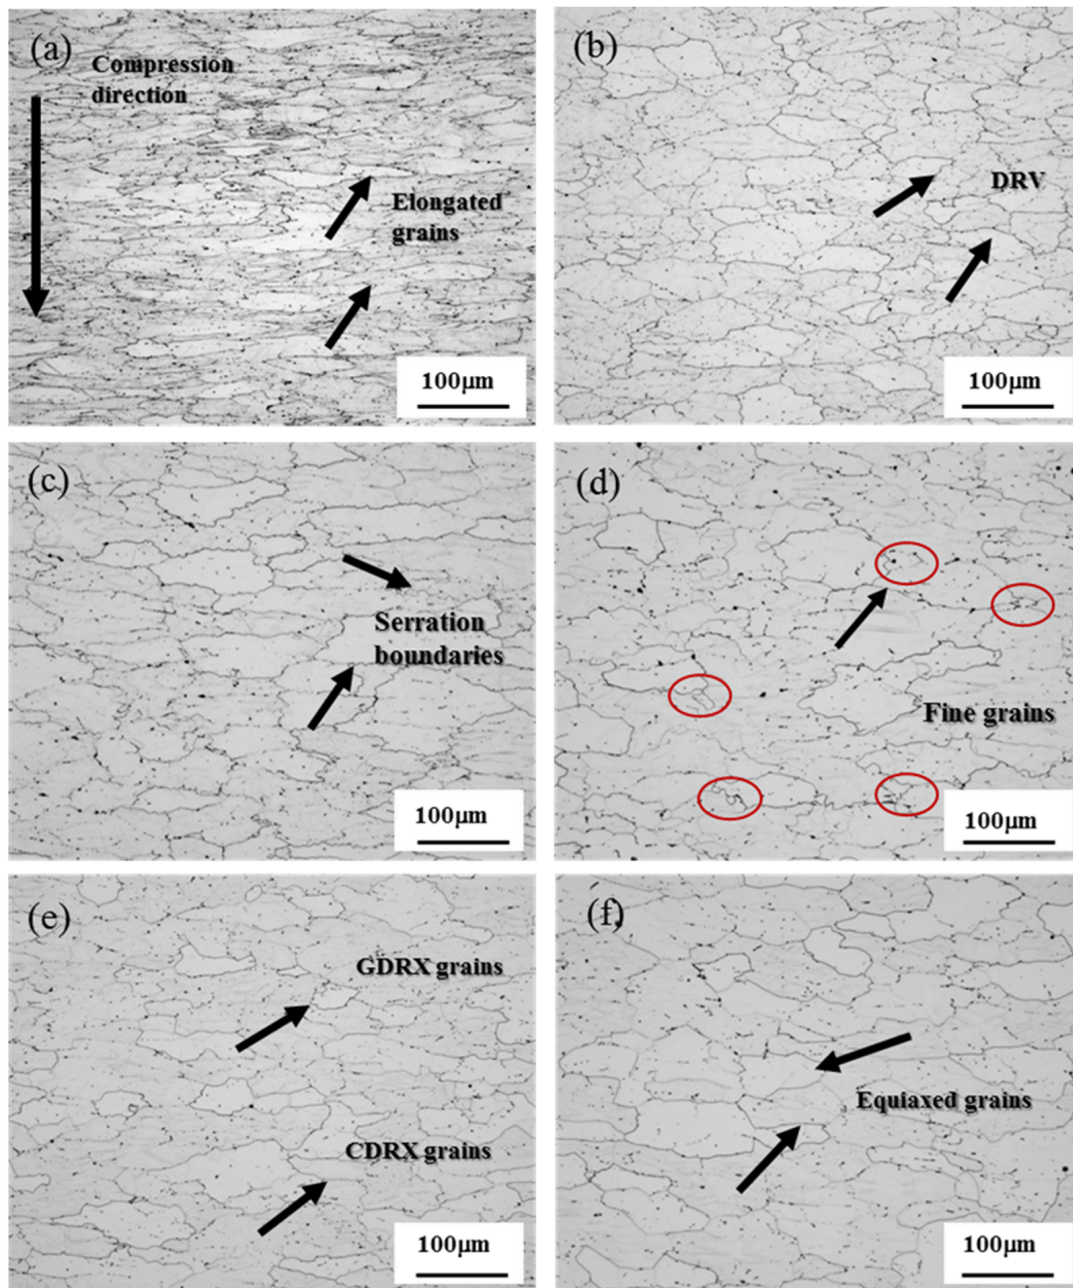 (a)
Compression
direction
Elongated
grains
100μm
(b)
DRV
100μm
(c)
Serration
boundaries
100μm
(d)
Fine grains
100μm
(e)
GDRX grains
CDRX grains
100μm
(f)
Equiaxed grains
100μm